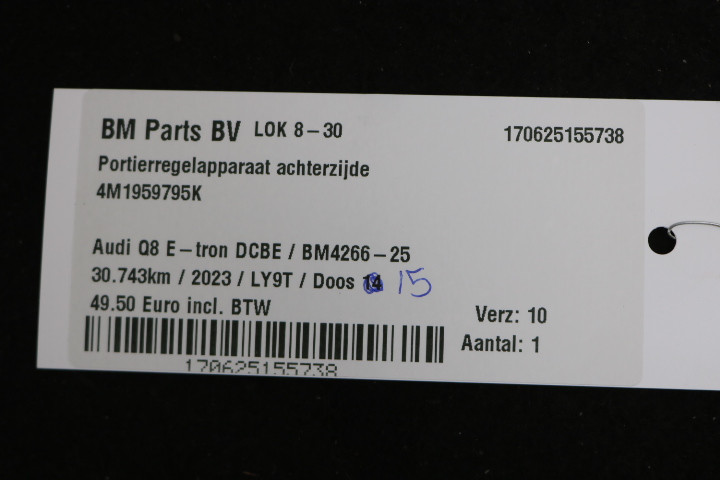 BM Parts BV LOK 8-30 170625155738
Portierregelapparaat achterzijde
4M1959795K
Audi Q8 E-tron DCBE / BM4266-25
30.743km / 2023 / LY9T / Doos 15
49.50 Euro incl. BTW
Verz: 10
Aantal: 1
170625155738